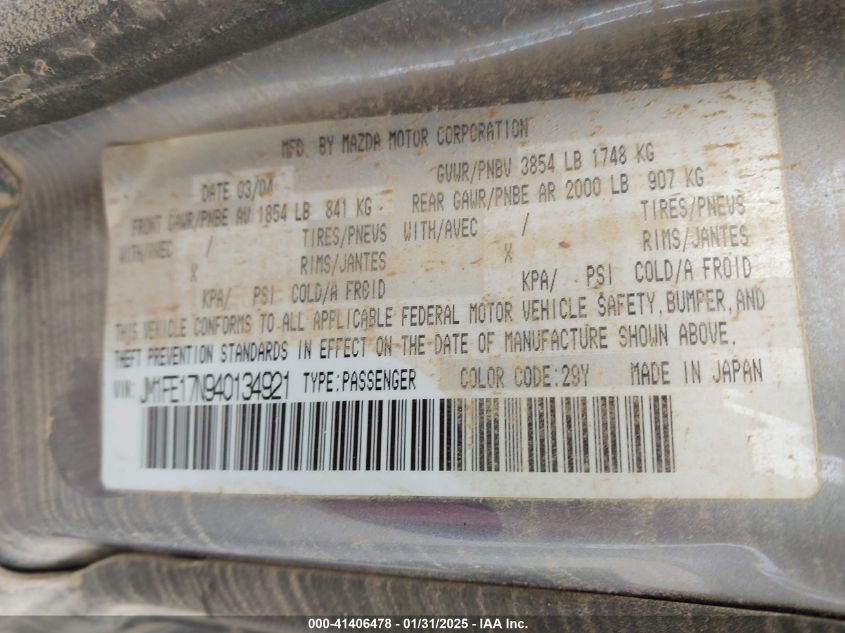 MFD. BY MAZDA MOTOR CORPORATION
DATE 03/04 GVWR/PNBV 3854 LB 1748 KG
FRONT GAWR/PNBE AV 1854 LB 841 KG REAR GAWR/PNBE AR 2000 LB 907 KG
WITH/AVEC / TIRES/PNEUS WITH/AVEC / TIRES/PNEUS
X RIMS/JANTES X RIMS/JANTES
KPA/ PSI COLD/A FROID KPA/ PSI COLD/A FROID
THIS VEHICLE CONFORMS TO ALL APPLICABLE FEDERAL MOTOR VEHICLE SAFETY, BUMPER, AND
THEFT PREVENTION STANDARDS IN EFFECT ON THE DATE OF MANUFACTURE SHOWN ABOVE.
VIN: JM1FE17N940134921 TYPE:PASSENGER COLOR CODE:29Y MADE IN JAPAN
000-41406478 - 01/31/2025 - IAA Inc.